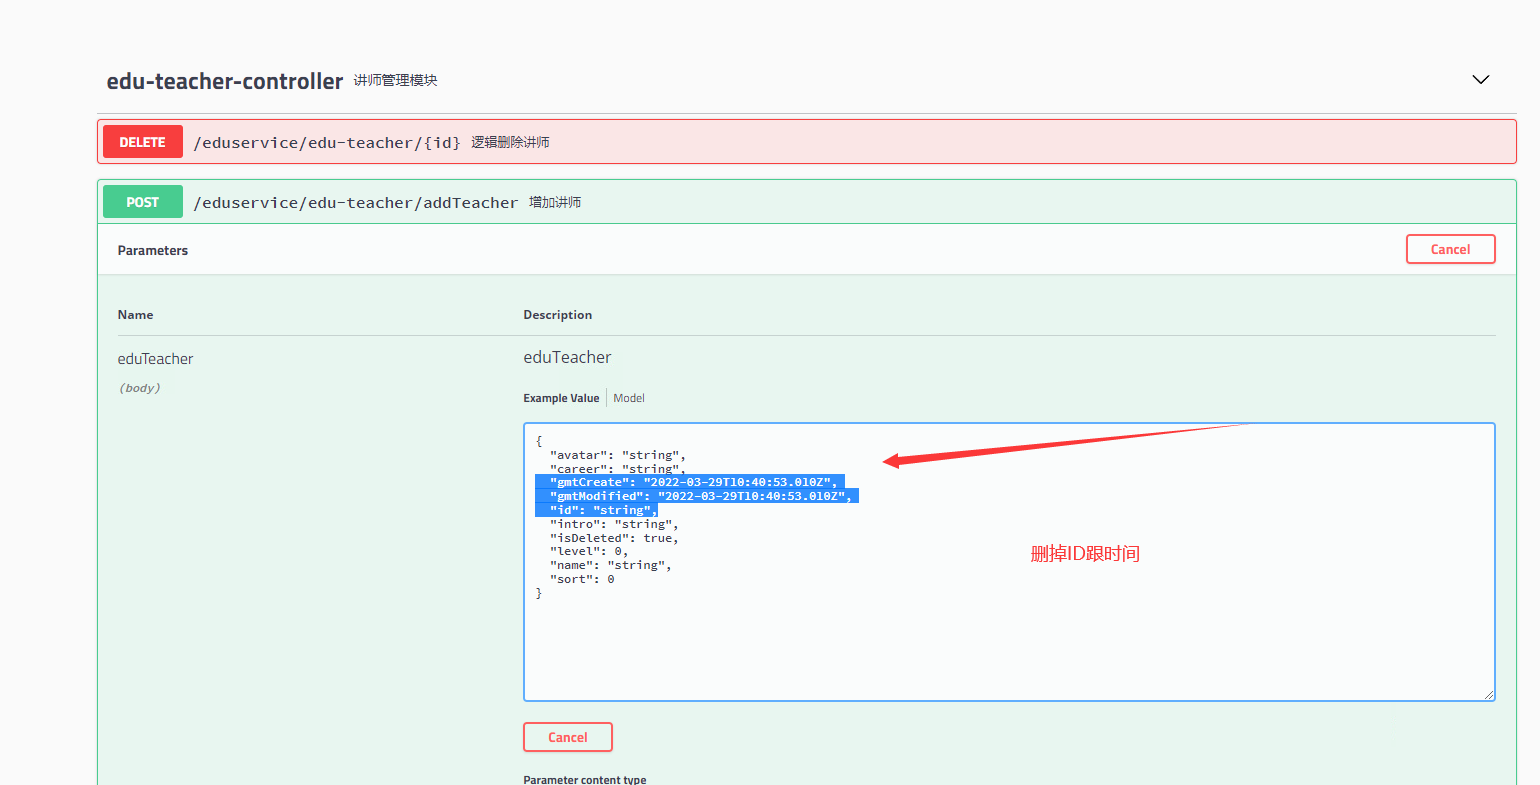 edu-teacher-controller 讲师管理模块
DELETE /eduservice/edu-teacher/{id} 逻辑删除讲师
POST /eduservice/edu-teacher/addTeacher 增加讲师
Parameters Cancel
Name Description
eduTeacher eduTeacher
(body)
Example Value Model
{
"avatar": "string",
"career": "string",
"gmtCreate": "2022-03-29T10:40:53.010Z",
"gmtModified": "2022-03-29T10:40:53.010Z",
"id": "string",
"intro": "string",
"isDeleted": true,
"level": 0,
"name": "string",
"sort": 0
}
删掉ID跟时间
Cancel
Parameter content type